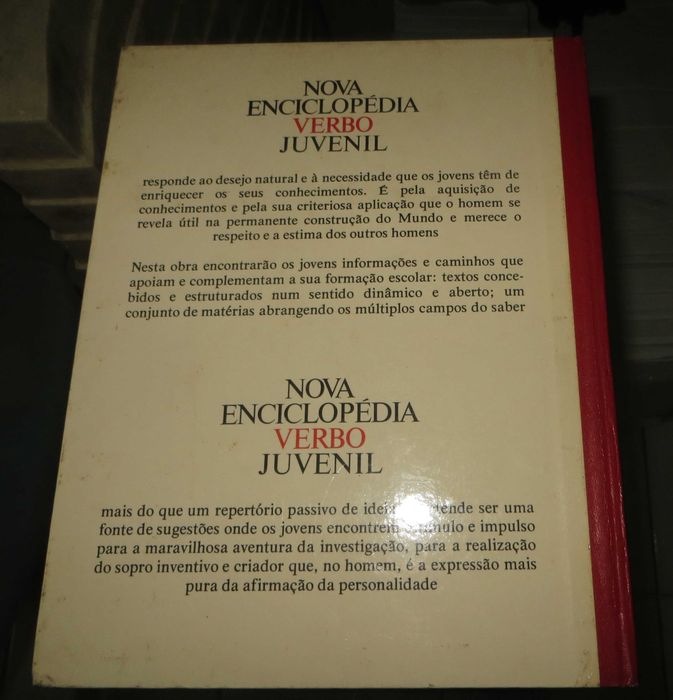 NOVA
ENCICLOPÉDIA
VERBO
JUVENIL
responde ao desejo natural e à necessidade que os jovens têm de
enriquecer os seus conhecimentos. É pela aquisição de
conhecimentos e pela sua criteriosa aplicação que o homem se
revela útil na permanente construção do Mundo e merece o
respeito e a estima dos outros homens
Nesta obra encontrarão os jovens informações e caminhos que
apoiam e complementam a sua formação escolar: textos conce-
bidos e estruturados num sentido dinâmico e aberto; um
conjunto de matérias abrangendo os múltiplos campos do saber
NOVA
ENCICLOPÉDIA
VERBO
JUVENIL
mais do que um repertório passivo de ser uma
fonte de sugestões onde os jovens encontrem e impulso
para a maravilhosa aventura da investigação, para a realização
do sopro inventivo e criador que, no homem, é a expressão mais
pura da afirmação da personalidade